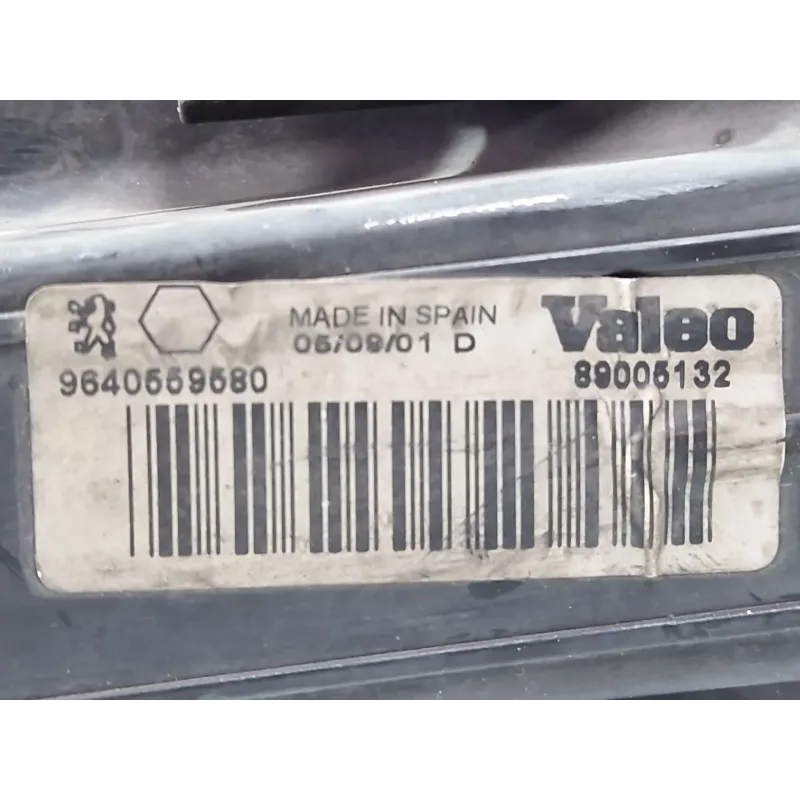 MADE IN SPAIN
05/09/01 D
Valeo
9640559580
89005132